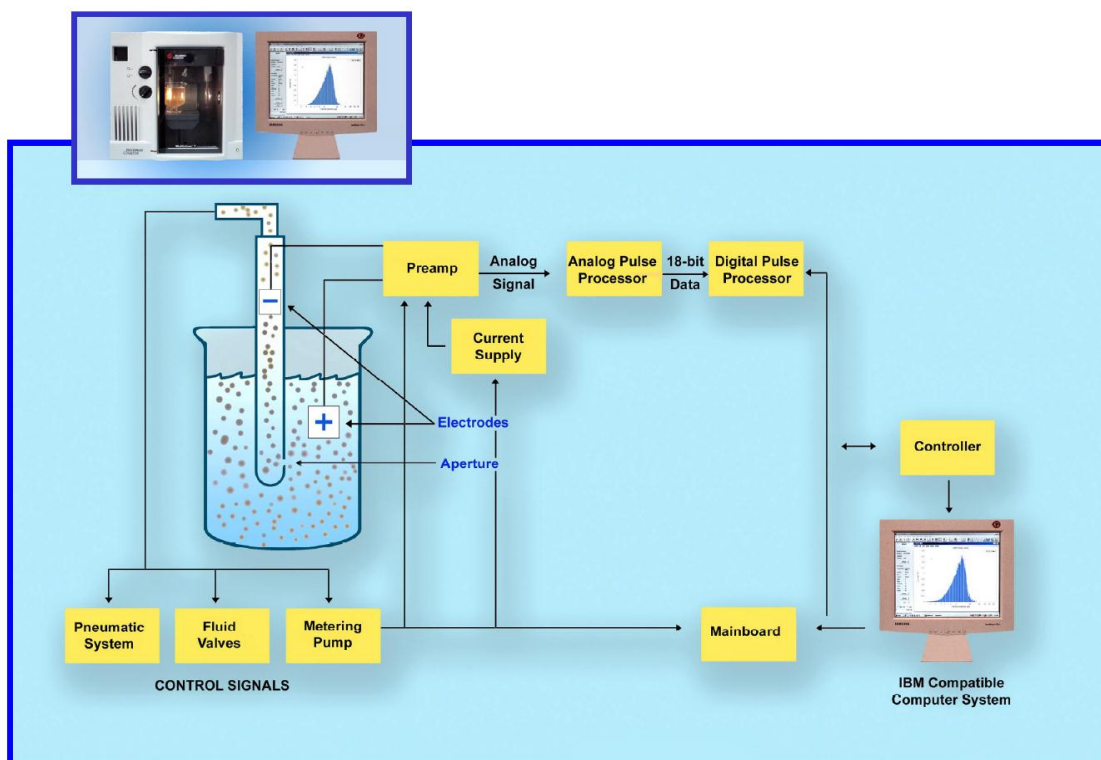 Preamp
Analog
Signal
Analog Pulse
Processor
18-bit
Data
Digital Pulse
Processor
Current
Supply
Electrodes
Aperture
Controller
Pneumatic
System
Fluid
Valves
Metering
Pump
Mainboard
CONTROL SIGNALS
IBM Compatible
Computer System